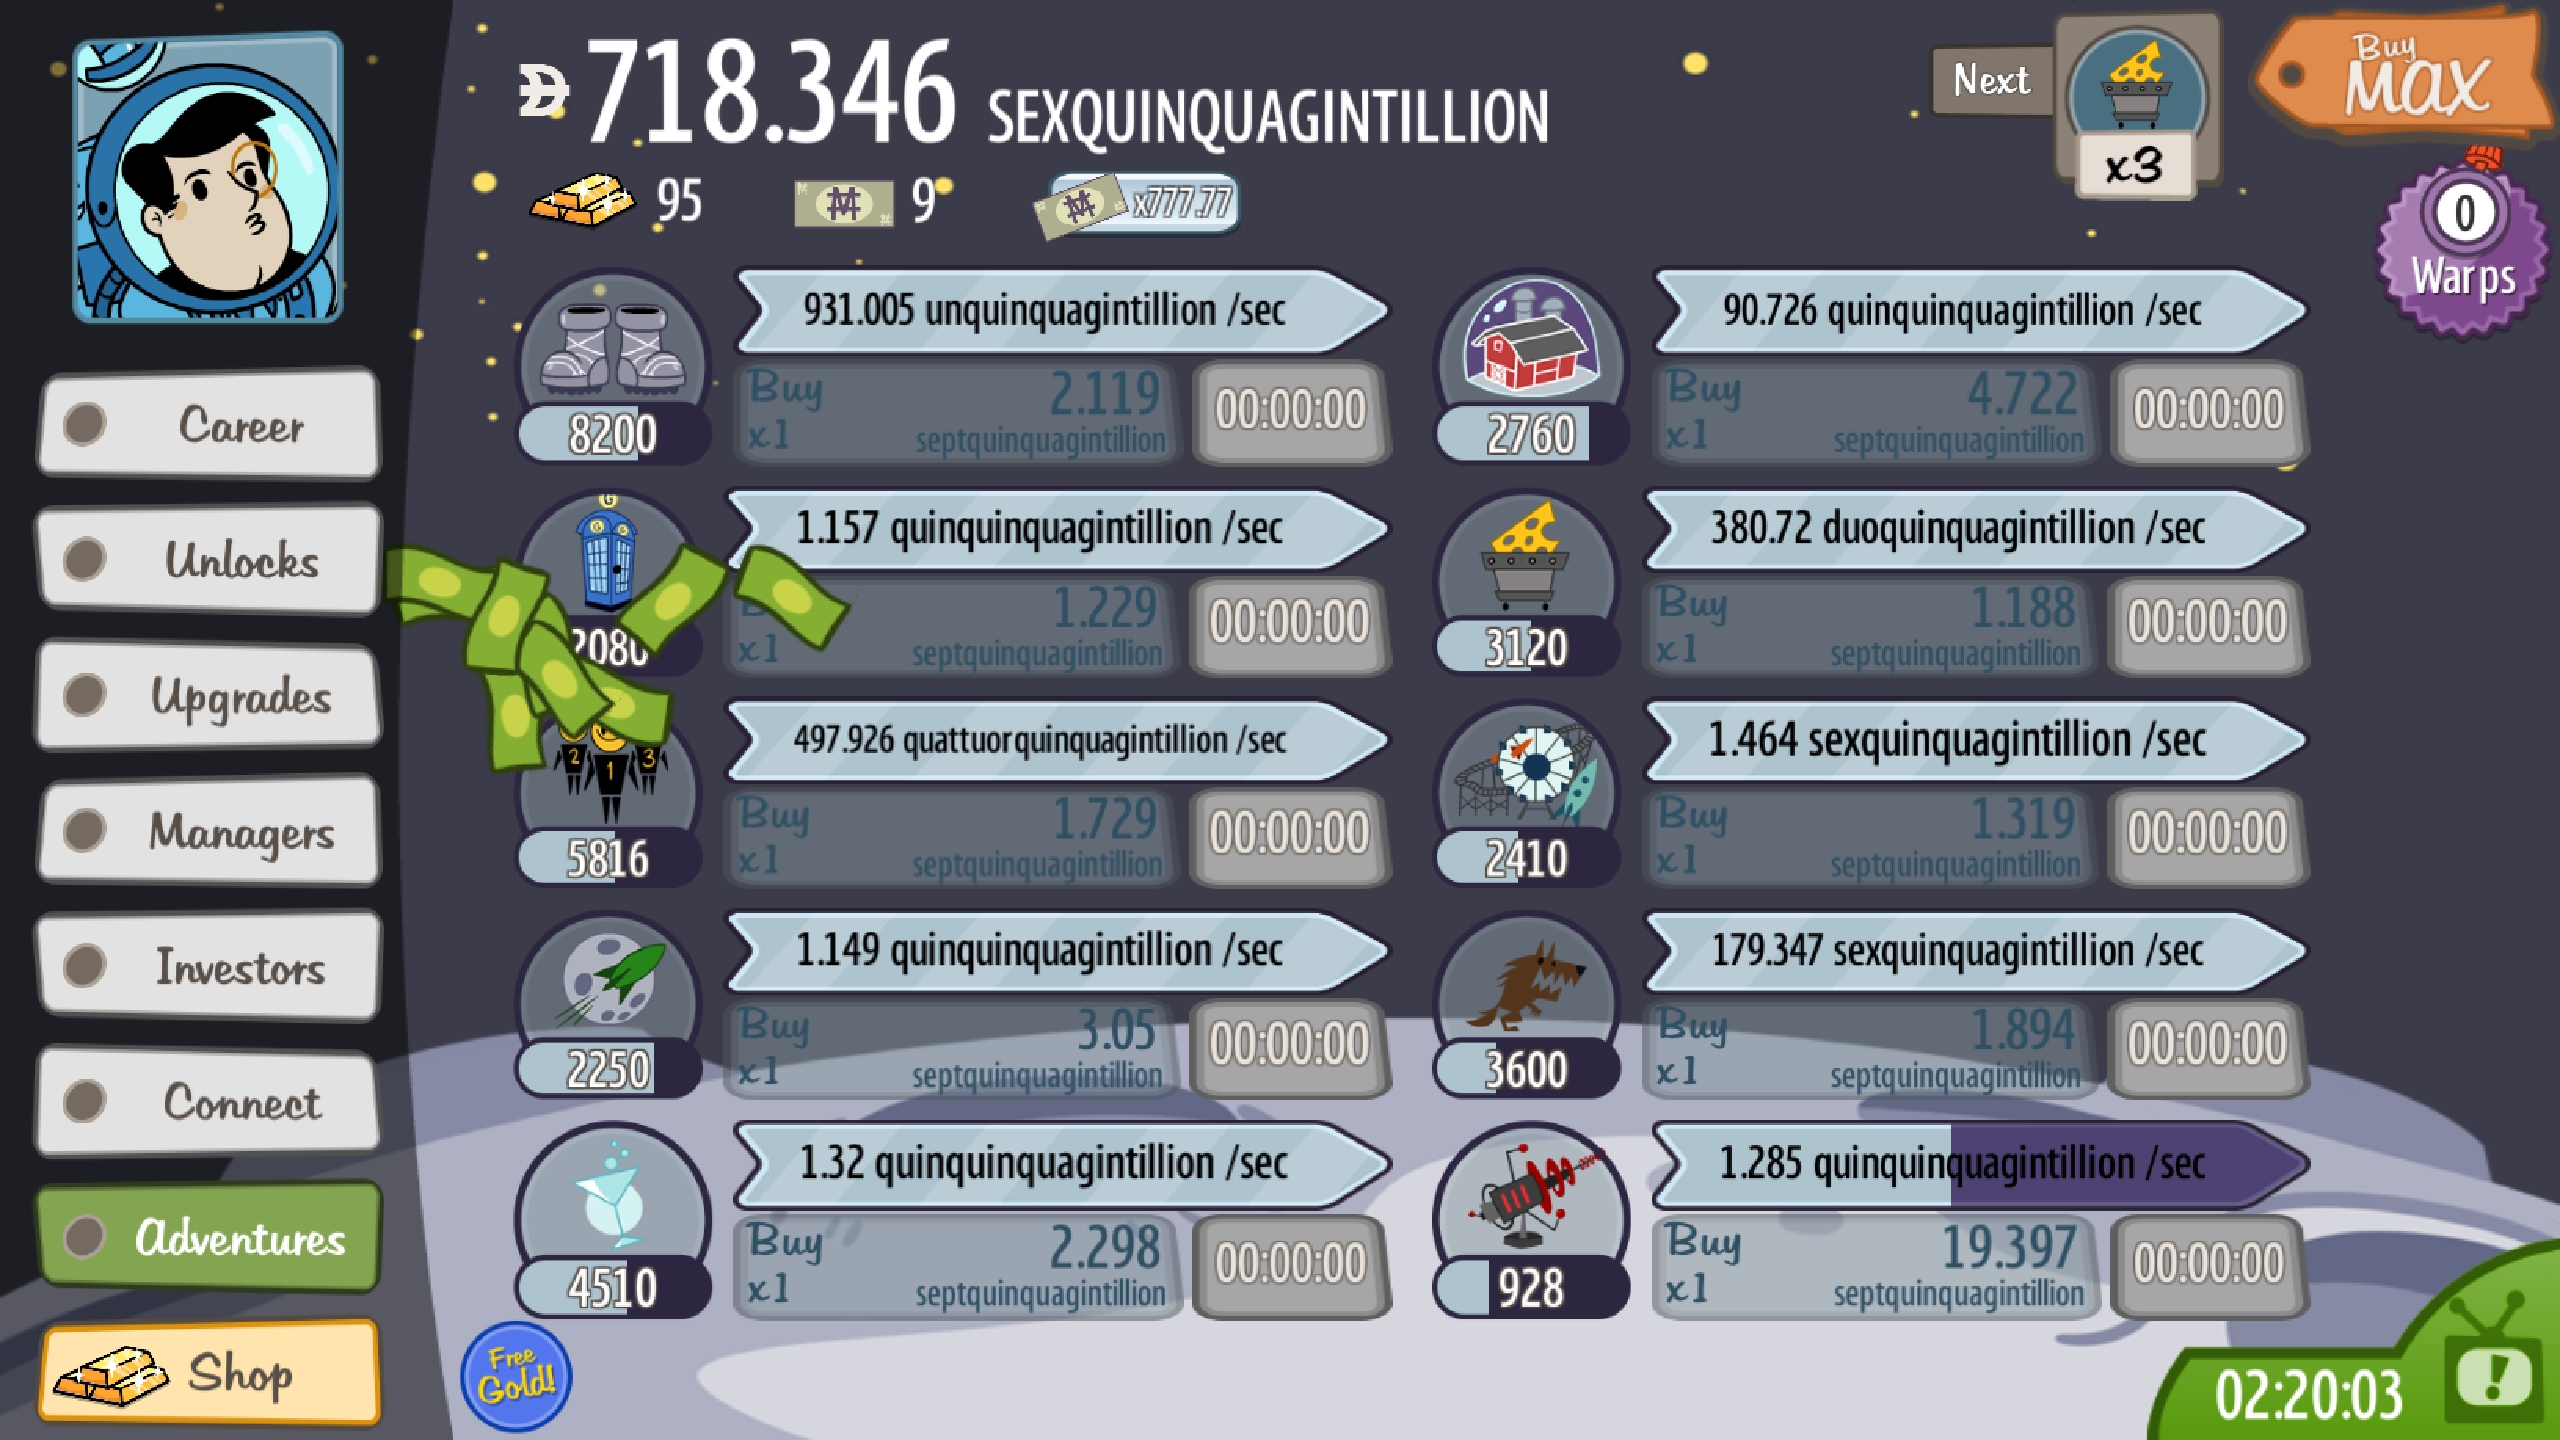 718.346 SEXQUINQUAGINTILLION
95
9
x777.77
Next
x3
Buy
MAX
0
Warps
Career
Unlocks
Upgrades
Managers
Investors
Connect
Adventures
Shop
931.005 unquinquagintillion /sec
8200
Buy
x1
2.119
septquinquagintillion
00:00:00
90.726 quinquinquagintillion /sec
2760
Buy
x1
4.722
septquinquagintillion
00:00:00
1.157 quinquinquagintillion /sec
2080
x1
1.229
septquinquagintillion
00:00:00
380.72 duoquinquagintillion /sec
3120
Buy
x1
1.188
septquinquagintillion
00:00:00
497.926 quattuorquinquagintillion /sec
2
1
3
5816
Buy
x1
1.729
septquinquagintillion
00:00:00
1.464 sexquinquagintillion /sec
2410
Buy
x1
1.319
septquinquagintillion
00:00:00
1.149 quinquinquagintillion /sec
2250
Buy
x1
3.05
septquinquagintillion
00:00:00
179.347 sexquinquagintillion /sec
3600
Buy
x1
1.894
septquinquagintillion
00:00:00
1.32 quinquinquagintillion /sec
4510
Buy
x1
2.298
septquinquagintillion
00:00:00
1.285 quinquinquagintillion /sec
928
Buy
x1
19.397
septquinquagintillion
00:00:00
Free
Gold!
02:20:03
!